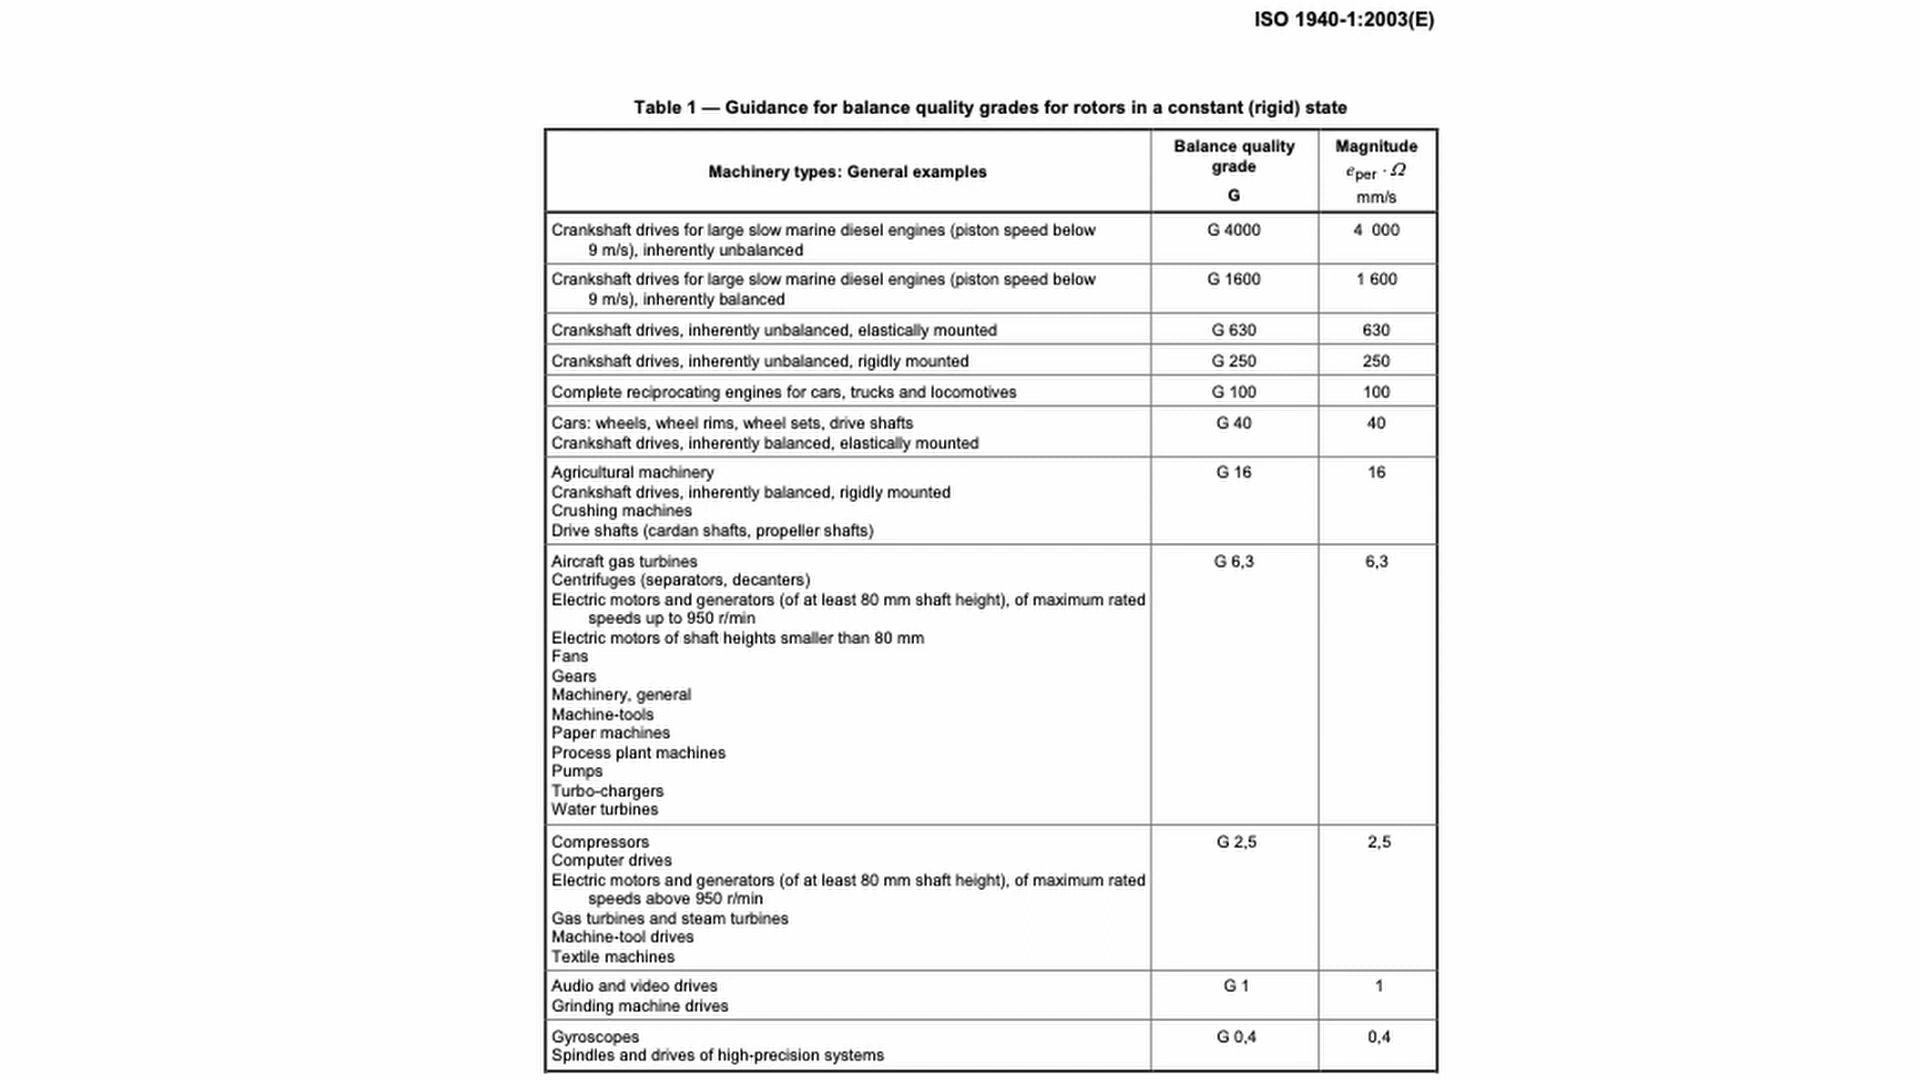 ISO 1940-1:2003(E)
Table 1 — Guidance for balance quality grades for rotors in a constant (rigid) state
Machinery types: General examples
Balance quality
grade
G
Magnitude
eper · Ω
mm/s
Crankshaft drives for large slow marine diesel engines (piston speed below
9 m/s), inherently unbalanced
G 4000
4 000
Crankshaft drives for large slow marine diesel engines (piston speed below
9 m/s), inherently balanced
G 1600
1 600
Crankshaft drives, inherently unbalanced, elastically mounted
G 630
630
Crankshaft drives, inherently unbalanced, rigidly mounted
G 250
250
Complete reciprocating engines for cars, trucks and locomotives
G 100
100
Cars: wheels, wheel rims, wheel sets, drive shafts
Crankshaft drives, inherently balanced, elastically mounted
G 40
40
Agricultural machinery
Crankshaft drives, inherently balanced, rigidly mounted
Crushing machines
Drive shafts (cardan shafts, propeller shafts)
G 16
16
Aircraft gas turbines
Centrifuges (separators, decanters)
Electric motors and generators (of at least 80 mm shaft height), of maximum rated
speeds up to 950 r/min
Electric motors of shaft heights smaller than 80 mm
Fans
Gears
Machinery, general
Machine-tools
Paper machines
Process plant machines
Pumps
Turbo-chargers
Water turbines
G 6,3
6,3
Compressors
Computer drives
Electric motors and generators (of at least 80 mm shaft height), of maximum rated
speeds above 950 r/min
Gas turbines and steam turbines
Machine-tool drives
Textile machines
G 2,5
2,5
Audio and video drives
Grinding machine drives
G 1
1
Gyroscopes
Spindles and drives of high-precision systems
G 0,4
0,4